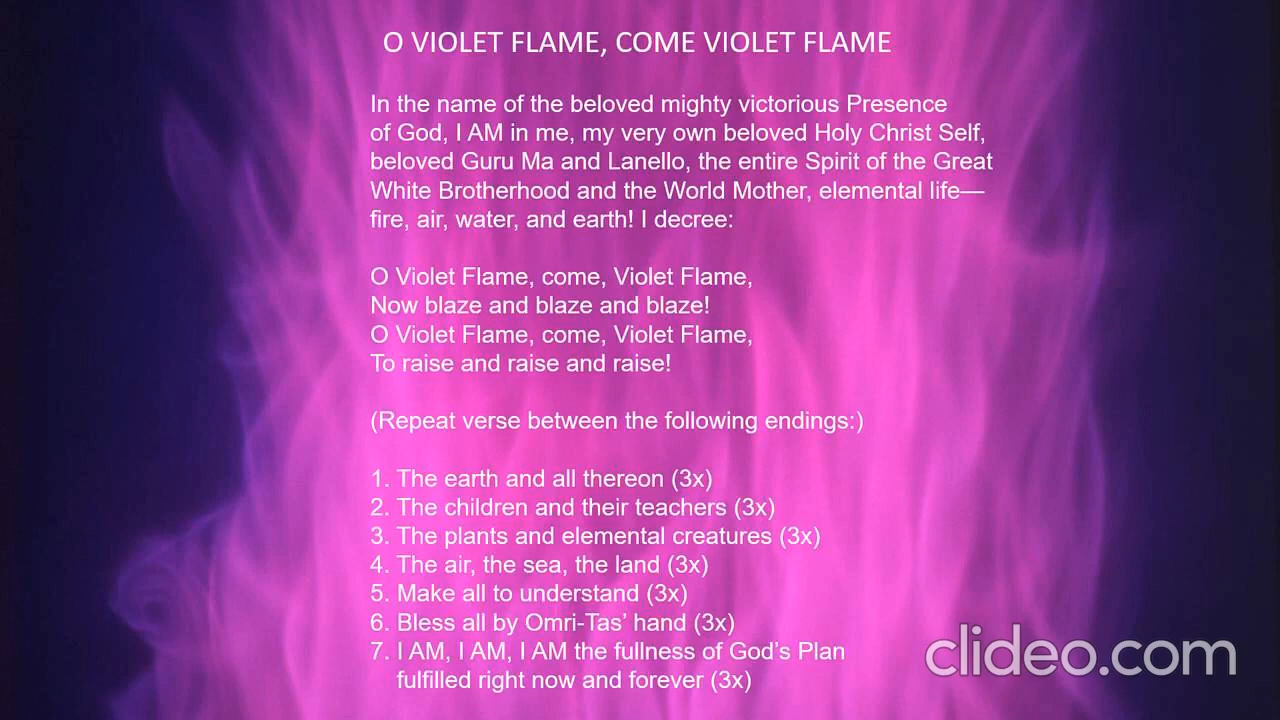 O VIOLET FLAME, COME VIOLET FLAME
In the name of the beloved mighty victorious Presence
of God, I AM in me, my very own beloved Holy Christ Self,
beloved Guru Ma and Lanello, the entire Spirit of the Great
White Brotherhood and the World Mother, elemental life—
fire, air, water, and earth! I decree:
O Violet Flame, come, Violet Flame,
Now blaze and blaze and blaze!
O Violet Flame, come, Violet Flame,
To raise and raise and raise!
(Repeat verse between the following endings:)
1. The earth and all thereon (3x)
2. The children and their teachers (3x)
3. The plants and elemental creatures (3x)
4. The air, the sea, the land (3x)
5. Make all to understand (3x)
6. Bless all by Omri-Tas’ hand (3x)
7. I AM, I AM, I AM the fullness of God’s Plan
fulfilled right now and forever (3x)
clideo.com